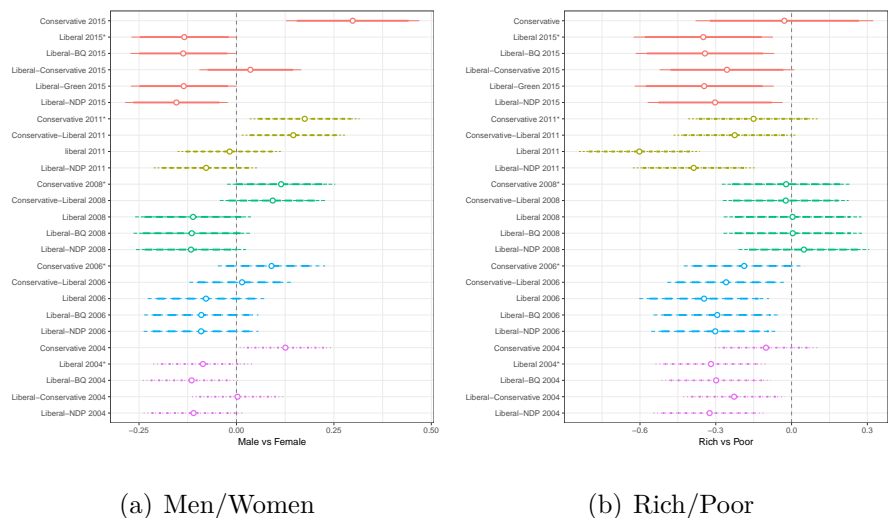 Conservative 2015
Liberal 2015*
Liberal−BQ 2015
Liberal−Conservative 2015
Liberal−Green 2015
Liberal−NDP 2015
Conservative 2011*
Conservative−Liberal 2011
liberal 2011
Liberal−NDP 2011
Conservative 2008*
Conservative−Liberal 2008
Liberal 2008
Liberal−BQ 2008
Liberal−NDP 2008
Conservative 2006*
Conservative−Liberal 2006
Liberal 2006
Liberal−BQ 2006
Liberal−NDP 2006
Conservative 2004
Liberal 2004*
Liberal−BQ 2004
Liberal−Conservative 2004
Liberal−NDP 2004
−0.25 0.00 0.25 0.50
Male vs Female
(a) Men/Women
Conservative
Liberal 2015*
Liberal−BQ 2015
Liberal−Conservative 2015
Liberal−Green 2015
Liberal−NDP 2015
Conservative 2011*
Conservative−Liberal 2011
Liberal 2011
Liberal−NDP 2011
Conservative 2008*
Conservative−Liberal 2008
Liberal 2008
Liberal−BQ 2008
Liberal−NDP 2008
Conservative 2006*
Conservative−Liberal 2006
Liberal 2006
Liberal−BQ 2006
Liberal−NDP 2006
Conservative 2004
Liberal 2004*
Liberal−BQ 2004
Liberal−Conservative 2004
Liberal−NDP 2004
−0.6 −0.3 0.0 0.3
Rich vs Poor
(b) Rich/Poor